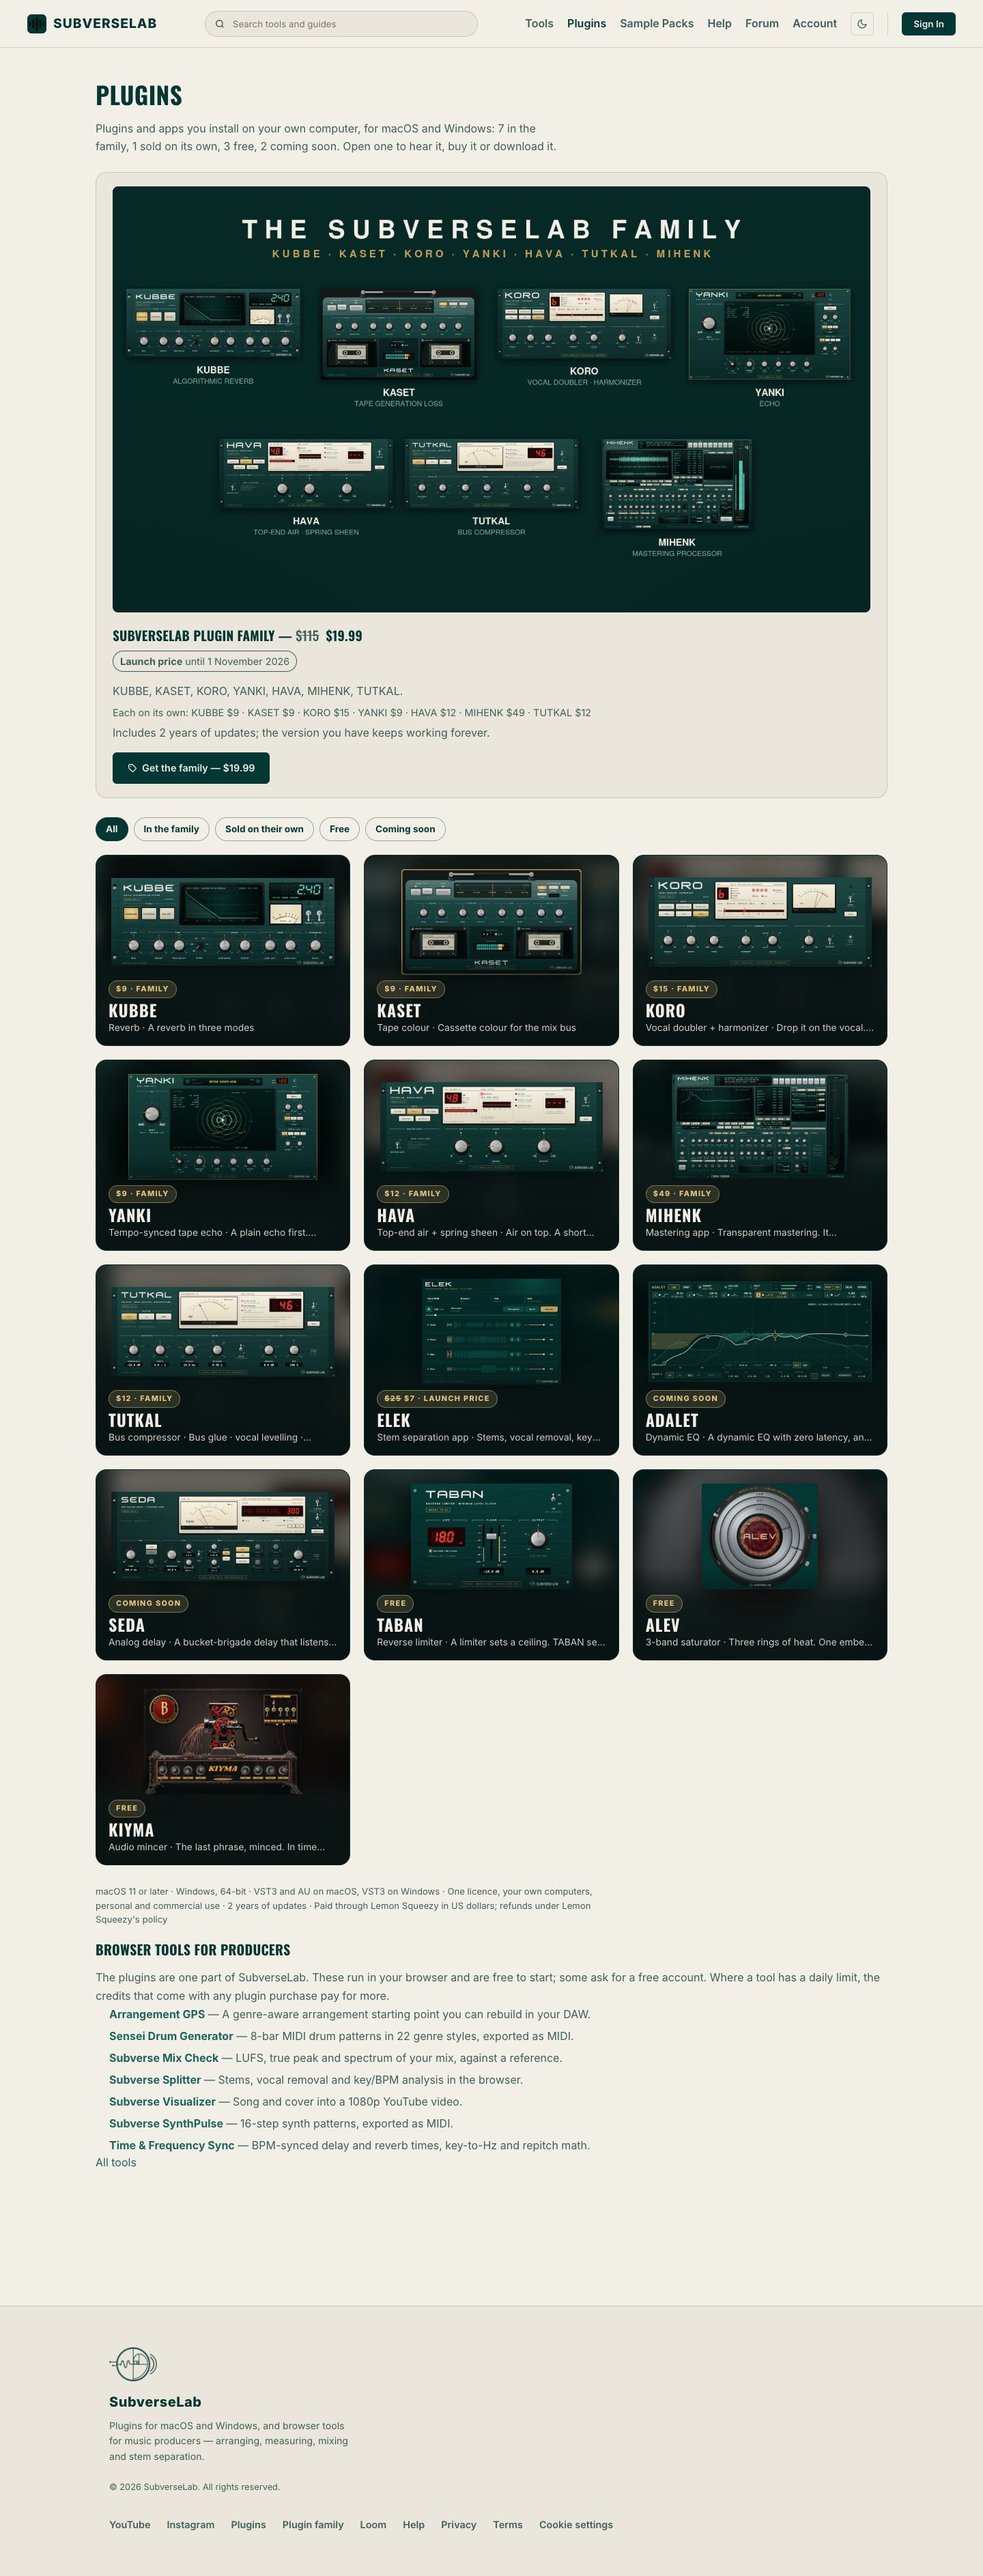 SUBVERSELAB
Search tools and guides
Tools Plugins Sample Packs Help Forum Account
Sign In
PLUGINS
Plugins and apps you install on your own computer, for macOS and Windows: 7 in the
family, 1 sold on its own, 3 free, 2 coming soon. Open one to hear it, buy it or download it.
THE SUBVERSELAB FAMILY
KUBBE · KASET · KORO · YANKI · HAVA · TUTKAL · MIHENK
KUBBE
ALGORITHMIC REVERB
KASET
TAPE GENERATION LOSS
KORO
VOCAL DOUBLER · HARMONIZER
YANKI
ECHO
HAVA
TOP-END AIR · SPRING SHEEN
TUTKAL
BUS COMPRESSOR
MIHENK
MASTERING PROCESSOR
SUBVERSELAB PLUGIN FAMILY — $115 $19.99
Launch price until 1 November 2026
KUBBE, KASET, KORO, YANKI, HAVA, MIHENK, TUTKAL.
Each on its own: KUBBE $9 · KASET $9 · KORO $15 · YANKI $9 · HAVA $12 · MIHENK $49 · TUTKAL $12
Includes 2 years of updates; the version you have keeps working forever.
Get the family — $19.99
All In the family Sold on their own Free Coming soon
KUBBE
240
$9 · FAMILY
KUBBE
Reverb · A reverb in three modes
KASET
$9 · FAMILY
KASET
Tape colour · Cassette colour for the mix bus
KORO
$15 · FAMILY
KORO
Vocal doubler + harmonizer · Drop it on the vocal....
YANKI
$9 · FAMILY
YANKI
Tempo-synced tape echo · A plain echo first....
HAVA
48
$12 · FAMILY
HAVA
Top-end air + spring sheen · Air on top. A short...
MIHENK
$49 · FAMILY
MIHENK
Mastering app · Transparent mastering. It...
TUTKAL
4.6
$12 · FAMILY
TUTKAL
Bus compressor · Bus glue · vocal levelling ·...
ELEK
$25 $7 · LAUNCH PRICE
ELEK
Stem separation app · Stems, vocal removal, key...
ADALET
COMING SOON
ADALET
Dynamic EQ · A dynamic EQ with zero latency, an...
SEDA
300
COMING SOON
SEDA
Analog delay · A bucket-brigade delay that listens...
TABAN
18.0
FREE
TABAN
Reverse limiter · A limiter sets a ceiling. TABAN se...
ALEV
FREE
ALEV
3-band saturator · Three rings of heat. One embe...
B
KIYMA
FREE
KIYMA
Audio mincer · The last phrase, minced. In time...
macOS 11 or later · Windows, 64-bit · VST3 and AU on macOS, VST3 on Windows · One licence, your own computers,
personal and commercial use · 2 years of updates · Paid through Lemon Squeezy in US dollars; refunds under Lemon
Squeezy's policy
BROWSER TOOLS FOR PRODUCERS
The plugins are one part of SubverseLab. These run in your browser and are free to start; some ask for a free account. Where a tool has a daily limit, the
credits that come with any plugin purchase pay for more.
Arrangement GPS — A genre-aware arrangement starting point you can rebuild in your DAW.
Sensei Drum Generator — 8-bar MIDI drum patterns in 22 genre styles, exported as MIDI.
Subverse Mix Check — LUFS, true peak and spectrum of your mix, against a reference.
Subverse Splitter — Stems, vocal removal and key/BPM analysis in the browser.
Subverse Visualizer — Song and cover into a 1080p YouTube video.
Subverse SynthPulse — 16-step synth patterns, exported as MIDI.
Time & Frequency Sync — BPM-synced delay and reverb times, key-to-Hz and repitch math.
All tools
SubverseLab
Plugins for macOS and Windows, and browser tools
for music producers — arranging, measuring, mixing
and stem separation.
© 2026 SubverseLab. All rights reserved.
YouTube Instagram Plugins Plugin family Loom Help Privacy Terms Cookie settings